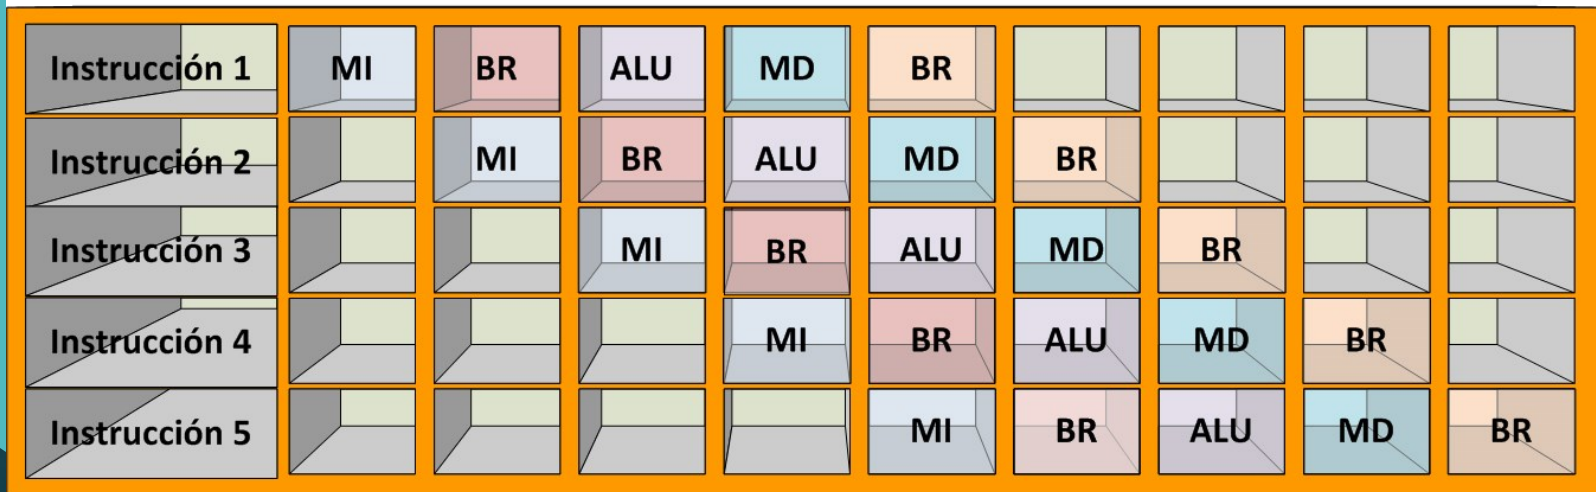 Instrucción 1 MI BR ALU MD BR
Instrucción 2 MI BR ALU MD BR
Instrucción 3 MI BR ALU MD BR
Instrucción 4 MI BR ALU MD BR
Instrucción 5 MI BR ALU MD BR